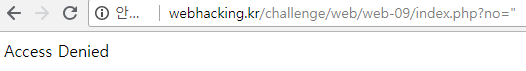 안... webhacking.kr/challenge/web/web-09/index.php?no="
Access Denied